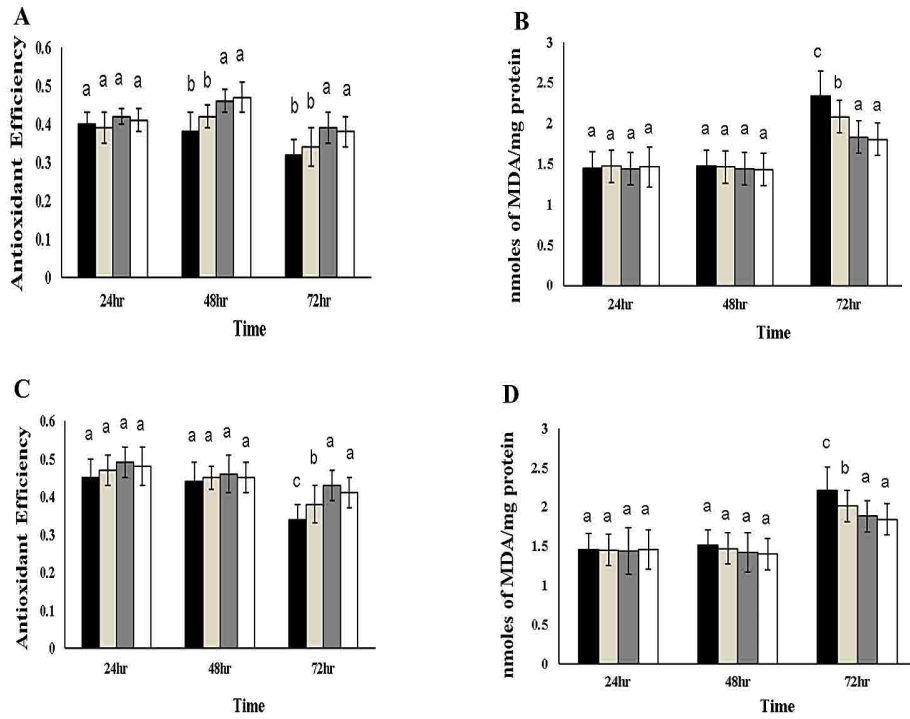 A
Antioxidant Efficiency
0.6
0.5
0.4
0.3
0.2
0.1
0
a a a a
b b a a
b b a a
24hr 48hr 72hr
Time
B
nmoles of MDA/mg protein
3
2.5
2
1.5
1
0.5
0
a a a a
a a a a
c b a a
24hr 48hr 72hr
Time
C
Antioxidant Efficiency
0.6
0.5
0.4
0.3
0.2
0.1
0
a a a a
a a a a
c b a a
24hr 48hr 72hr
Time
D
nmoles of MDA/mg protein
3
2.5
2
1.5
1
0.5
0
a a a a
a a a a
c b a a
24hr 48hr 72hr
Time